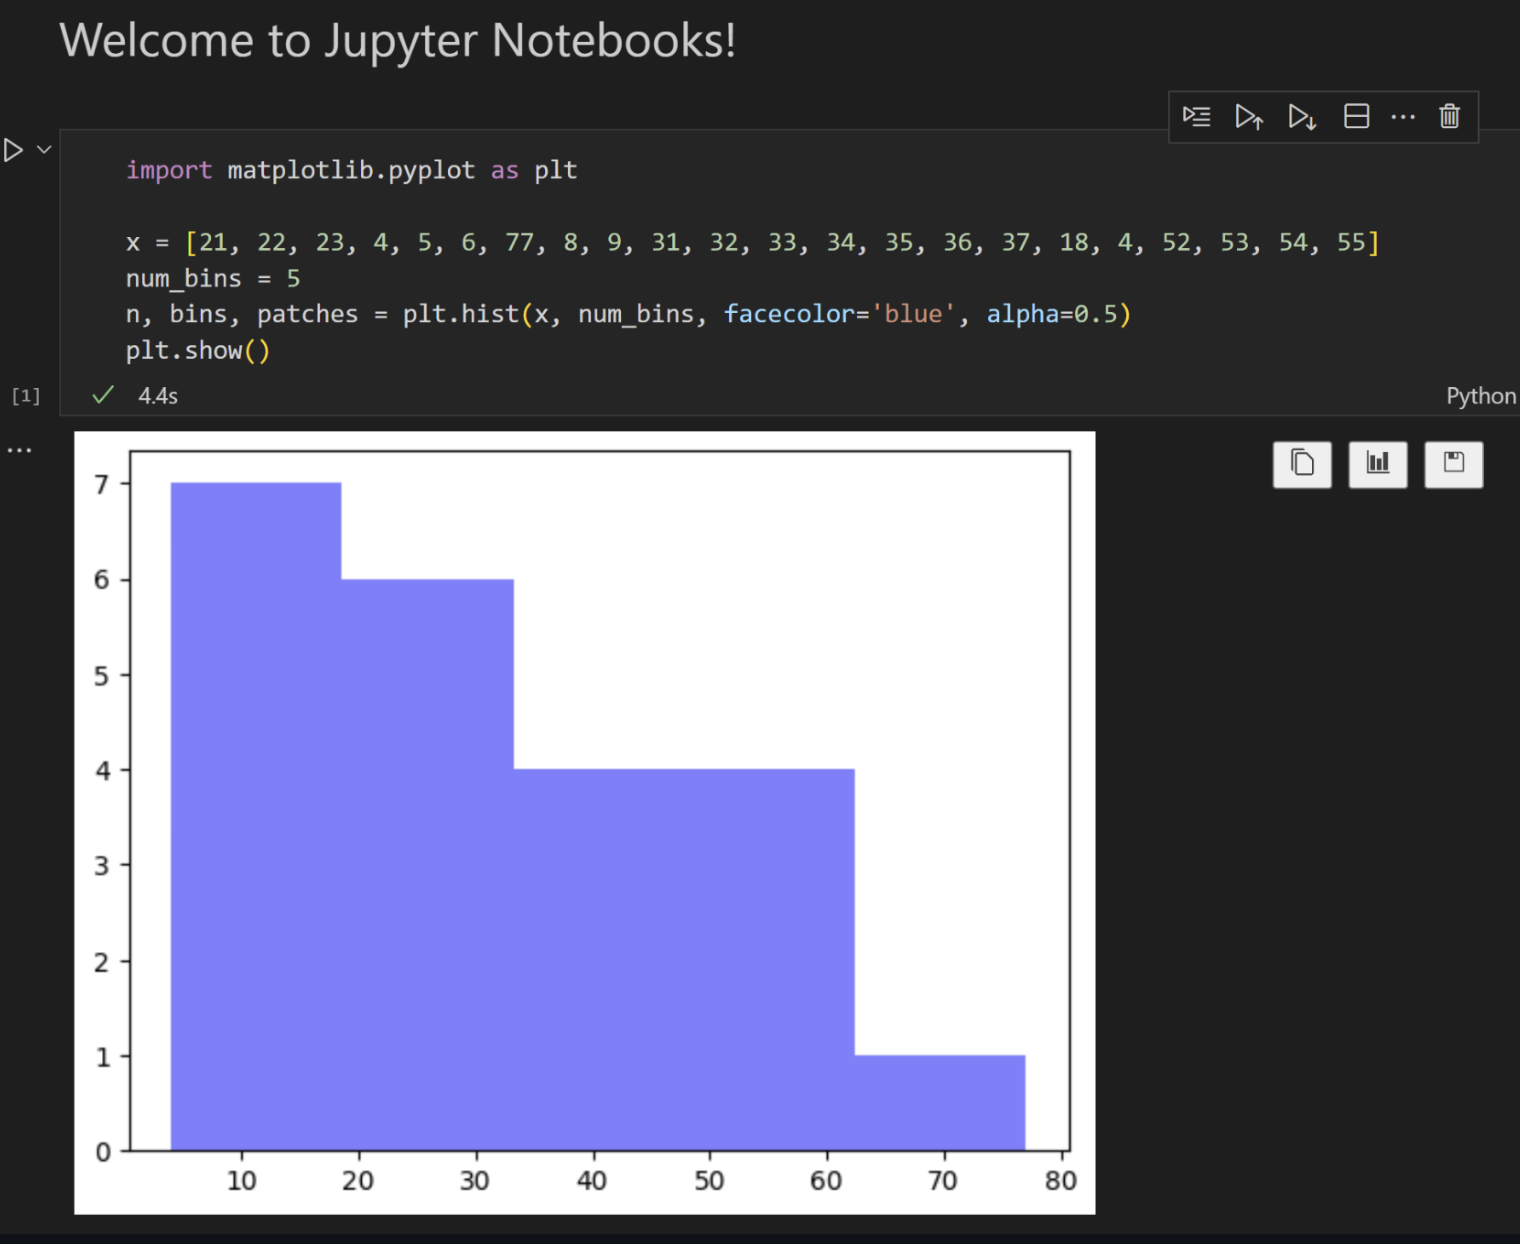 Welcome to Jupyter Notebooks!
import matplotlib.pyplot as plt
x = [21, 22, 23, 4, 5, 6, 77, 8, 9, 31, 32, 33, 34, 35, 36, 37, 18, 4, 52, 53, 54, 55]
num_bins = 5
n, bins, patches = plt.hist(x, num_bins, facecolor='blue', alpha=0.5)
plt.show()
[1] 4.4s Python
7
6
5
4
3
2
1
0
10 20 30 40 50 60 70 80